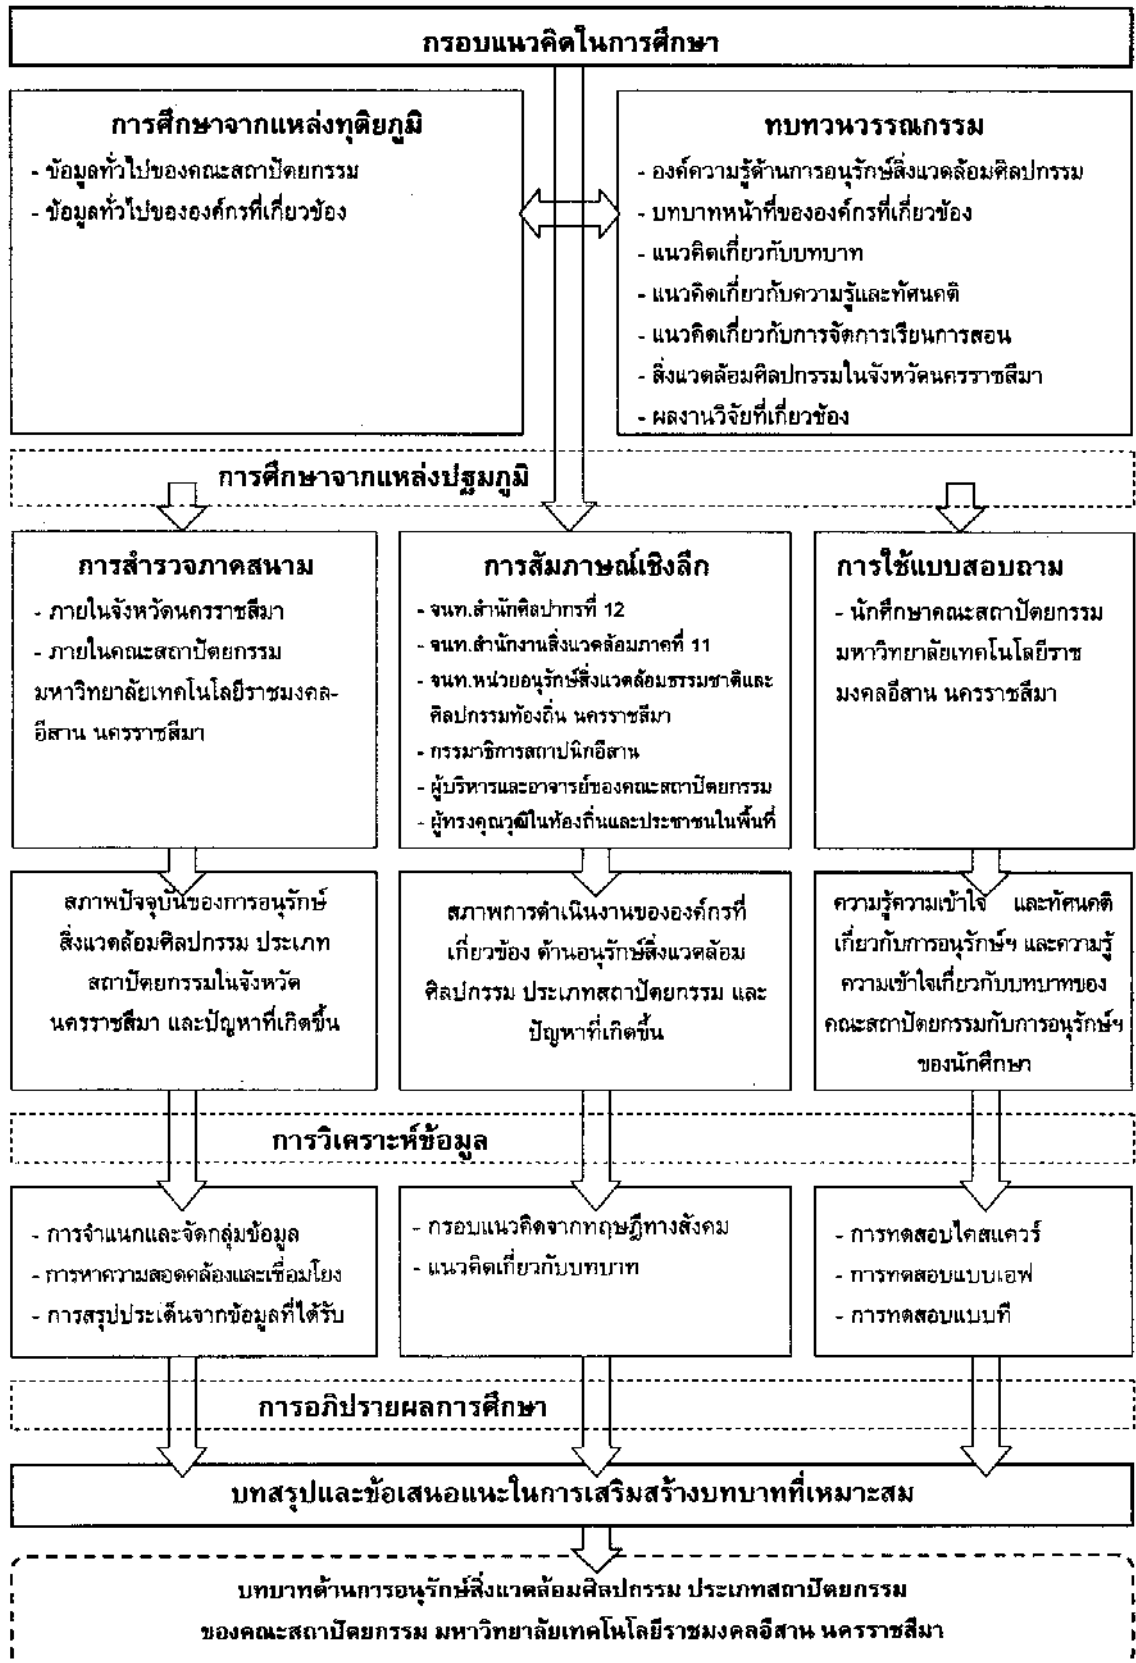 กรอบแนวคิดในการศึกษา
การศึกษาจากแหล่งทุติยภูมิ
- ข้อมูลทั่วไปของคณะสถาปัตยกรรม
- ข้อมูลทั่วไปขององค์กรที่เกี่ยวข้อง
ทบทวนวรรณกรรม
- องค์ความรู้ด้านการอนุรักษ์สิ่งแวดล้อมศิลปกรรม
- บทบาทหน้าที่ขององค์กรที่เกี่ยวข้อง
- แนวคิดเกี่ยวกับบทบาท
- แนวคิดเกี่ยวกับความรู้และทัศนคติ
- แนวคิดเกี่ยวกับการจัดการเรียนการสอน
- สิ่งแวดล้อมศิลปกรรมในจังหวัดนครราชสีมา
- ผลงานวิจัยที่เกี่ยวข้อง
การศึกษาจากแหล่งปฐมภูมิ
การสำรวจภาคสนาม
- ภายในจังหวัดนครราชสีมา
- ภายในคณะสถาปัตยกรรม
มหาวิทยาลัยเทคโนโลยีราชมงคล-
อีสาน นครราชสีมา
การสัมภาษณ์เชิงลึก
- จนท.สำนักศิลปากรที่ 12
- จนท.สำนักงานสิ่งแวดล้อมภาคที่ 11
- จนท.หน่วยอนุรักษ์สิ่งแวดล้อมธรรมชาติและ
ศิลปกรรมท้องถิ่น นครราชสีมา
- กรรมาธิการสถาปนิกอีสาน
- ผู้บริหารและอาจารย์ของคณะสถาปัตยกรรม
- ผู้ทรงคุณวุฒิในท้องถิ่นและประชาชนในพื้นที่
การใช้แบบสอบถาม
- นักศึกษาคณะสถาปัตยกรรม
มหาวิทยาลัยเทคโนโลยีราช
มงคลอีสาน นครราชสีมา
สภาพปัจจุบันของการอนุรักษ์
สิ่งแวดล้อมศิลปกรรม ประเภท
สถาปัตยกรรมในจังหวัด
นครราชสีมา และปัญหาที่เกิดขึ้น
สภาพการดำเนินงานขององค์กรที่
เกี่ยวข้อง ด้านอนุรักษ์สิ่งแวดล้อม
ศิลปกรรม ประเภทสถาปัตยกรรม และ
ปัญหาที่เกิดขึ้น
ความรู้ความเข้าใจ และทัศนคติ
เกี่ยวกับการอนุรักษ์ฯ และความรู้
ความเข้าใจเกี่ยวกับบทบาทของ
คณะสถาปัตยกรรมกับการอนุรักษ์ฯ
ของนักศึกษา
การวิเคราะห์ข้อมูล
- การจำแนกและจัดกลุ่มข้อมูล
- การหาความสอดคล้องและเชื่อมโยง
- การสรุปประเด็นจากข้อมูลที่ได้รับ
- กรอบแนวคิดจากทฤษฎีทางสังคม
- แนวคิดเกี่ยวกับบทบาท
- การทดสอบไคสแควร์
- การทดสอบแบบเอฟ
- การทดสอบแบบที
การอภิปรายผลการศึกษา
บทสรุปและข้อเสนอแนะในการเสริมสร้างบทบาทที่เหมาะสม
บทบาทด้านการอนุรักษ์สิ่งแวดล้อมศิลปกรรม ประเภทสถาปัตยกรรม
ของคณะสถาปัตยกรรม มหาวิทยาลัยเทคโนโลยีราชมงคลอีสาน นครราชสีมา